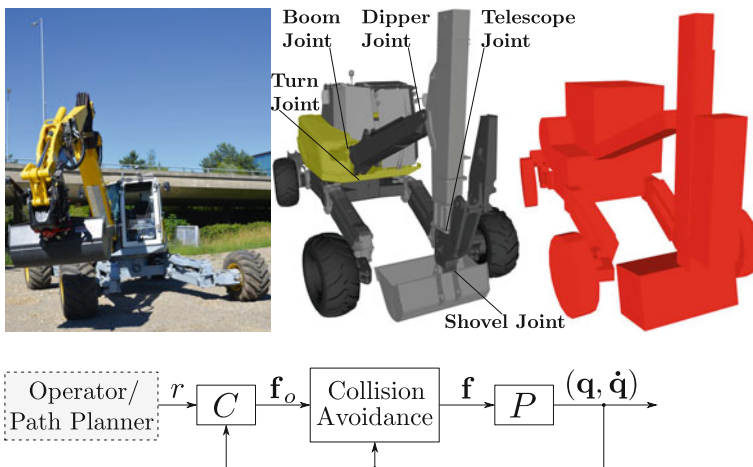 Boom Joint
Dipper Joint
Telescope Joint
Turn Joint
Shovel Joint
Operator/
Path Planner
r
C
f_o
Collision
Avoidance
f
P
(q, q̇)